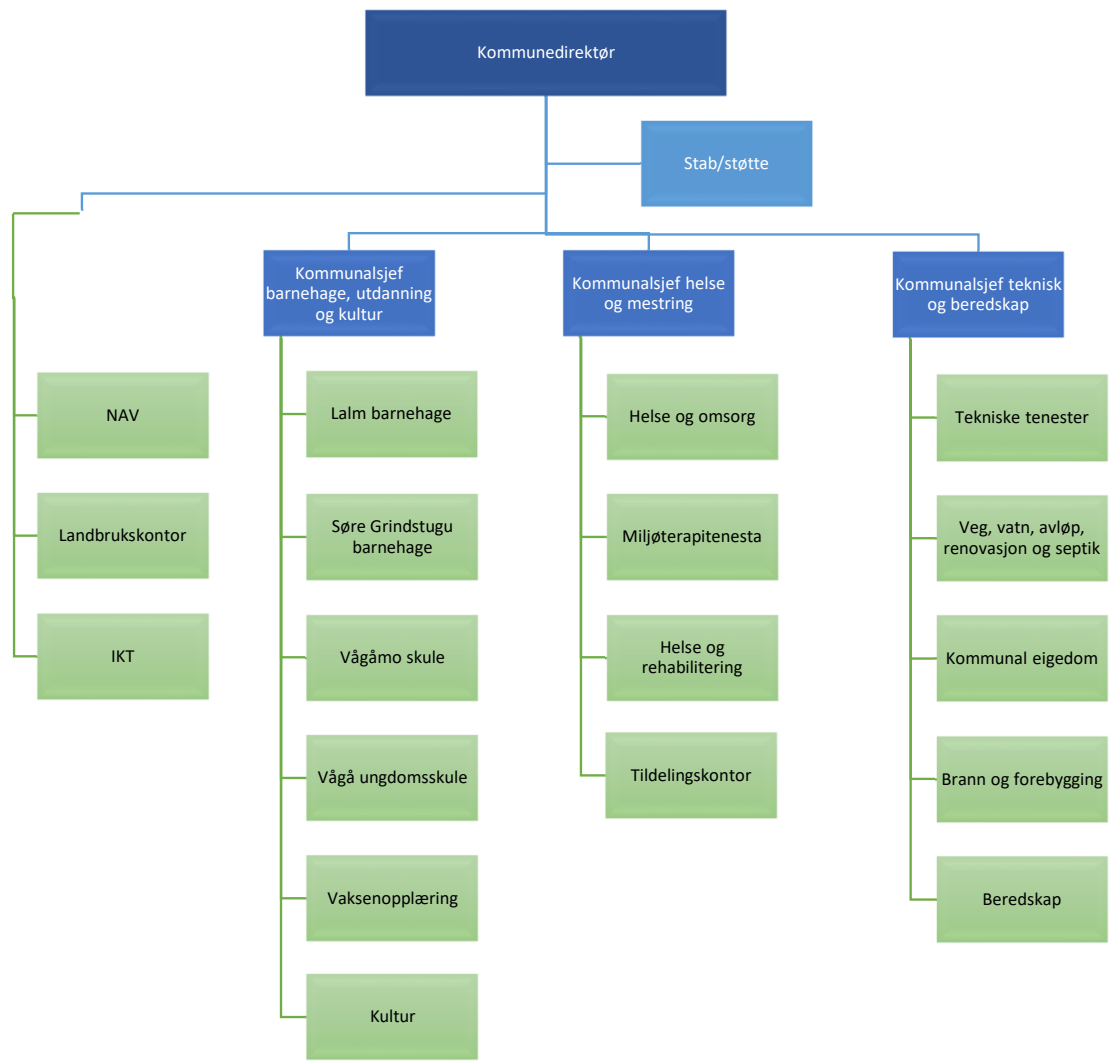 Kommunedirektør
Stab/støtte
NAV
Landbrukskontor
IKT
Kommunalsjef
barnehage, utdanning
og kultur
Lalm barnehage
Søre Grindstugu
barnehage
Vågåmo skule
Vågå ungdomsskule
Vaksenopplæring
Kultur
Kommunalsjef helse
og mestring
Helse og omsorg
Miljøterapitenesta
Helse og
rehabilitering
Tildelingskontor
Kommunalsjef teknisk
og beredskap
Tekniske tenester
Veg, vatn, avløp,
renovasjon og septik
Kommunal eigedom
Brann og forebygging
Beredskap